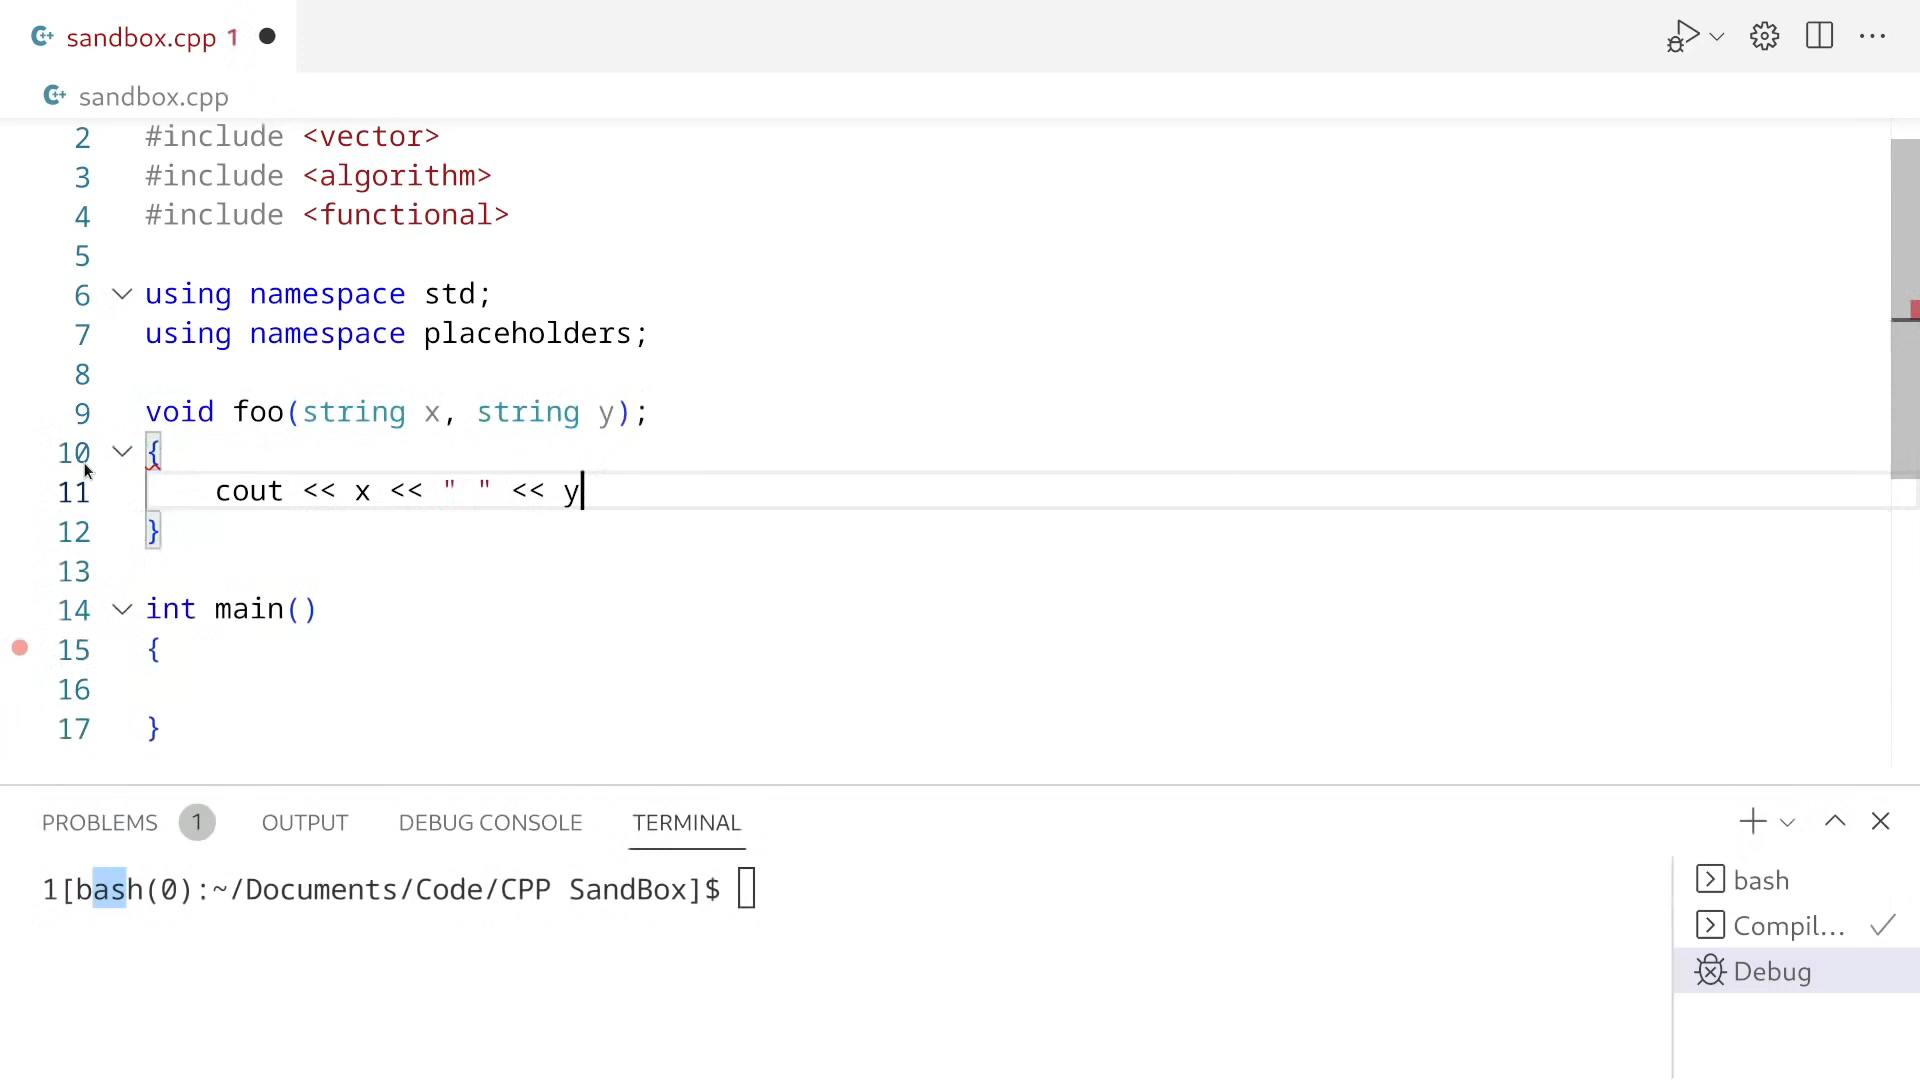 sandbox.cpp 1
sandbox.cpp
2 #include <vector>
3 #include <algorithm>
4 #include <functional>
5
6 using namespace std;
7 using namespace placeholders;
8
9 void foo(string x, string y);
10 {
11 cout << x << " " << y
12 }
13
14 int main()
15 {
16
17 }
PROBLEMS 1 OUTPUT DEBUG CONSOLE TERMINAL
1[bash(0):~/Documents/Code/CPP SandBox]$
bash
Compil...
Debug